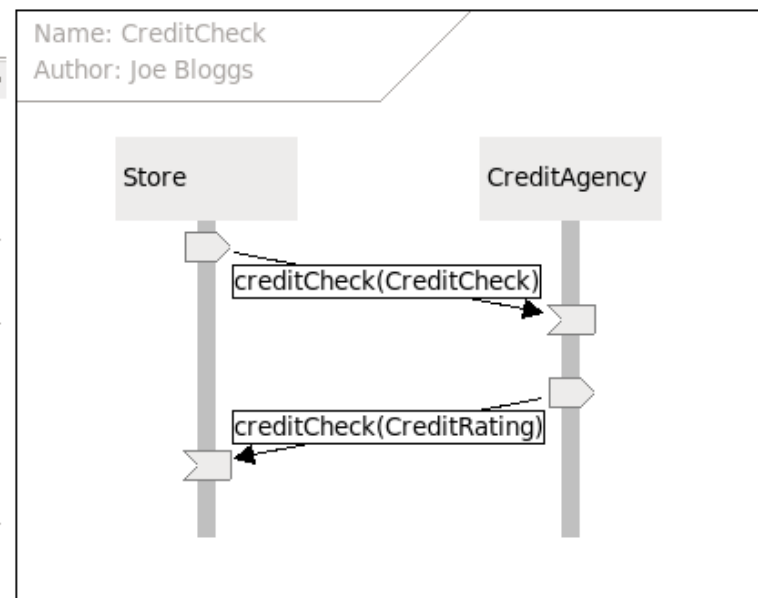 Name: CreditCheck
Author: Joe Bloggs
Store
CreditAgency
creditCheck(CreditCheck)
creditCheck(CreditRating)